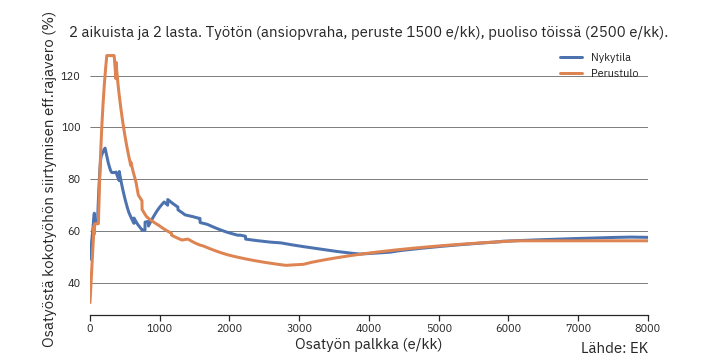 2 aikuista ja 2 lasta. Työtön (ansiopvraha, peruste 1500 e/kk), puoliso töissä (2500 e/kk).
Osatyöstä kokotyöhön siirtymisen eff.rajavero (%)
Nykytila
Perustulo
120
100
80
60
40
0 1000 2000 3000 4000 5000 6000 7000 8000
Osatyön palkka (e/kk)
Lähde: EK